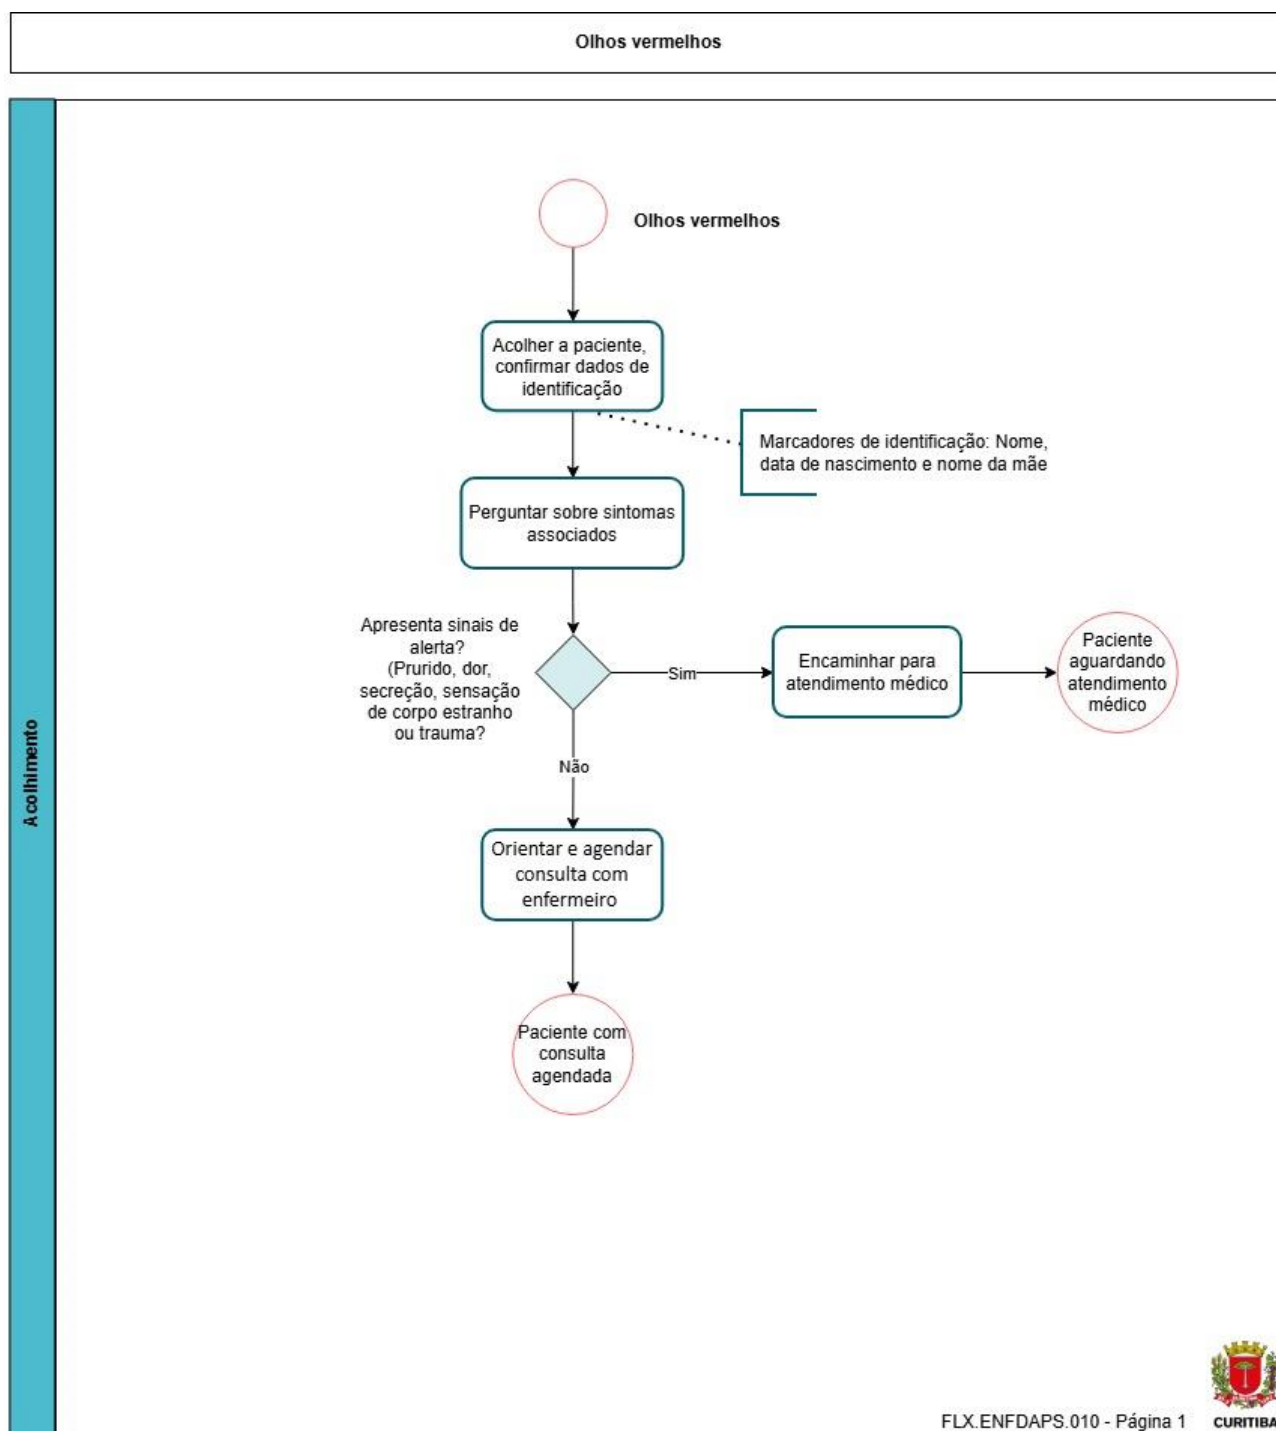 Olhos vermelhos
Olhos vermelhos
Acolher a paciente,
confirmar dados de
identificação
Marcadores de identificação: Nome,
data de nascimento e nome da mãe
Perguntar sobre sintomas
associados
Apresenta sinais de
alerta?
(Prurido, dor,
secreção, sensação
de corpo estranho
ou trauma?
Sim
Encaminhar para
atendimento médico
Paciente
aguardando
atendimento
médico
Não
Acolhimento
Orientar e agendar
consulta com
enfermeiro
Paciente com
consulta
agendada
FLX.ENFDAPS.010 - Página 1
CURITIBA